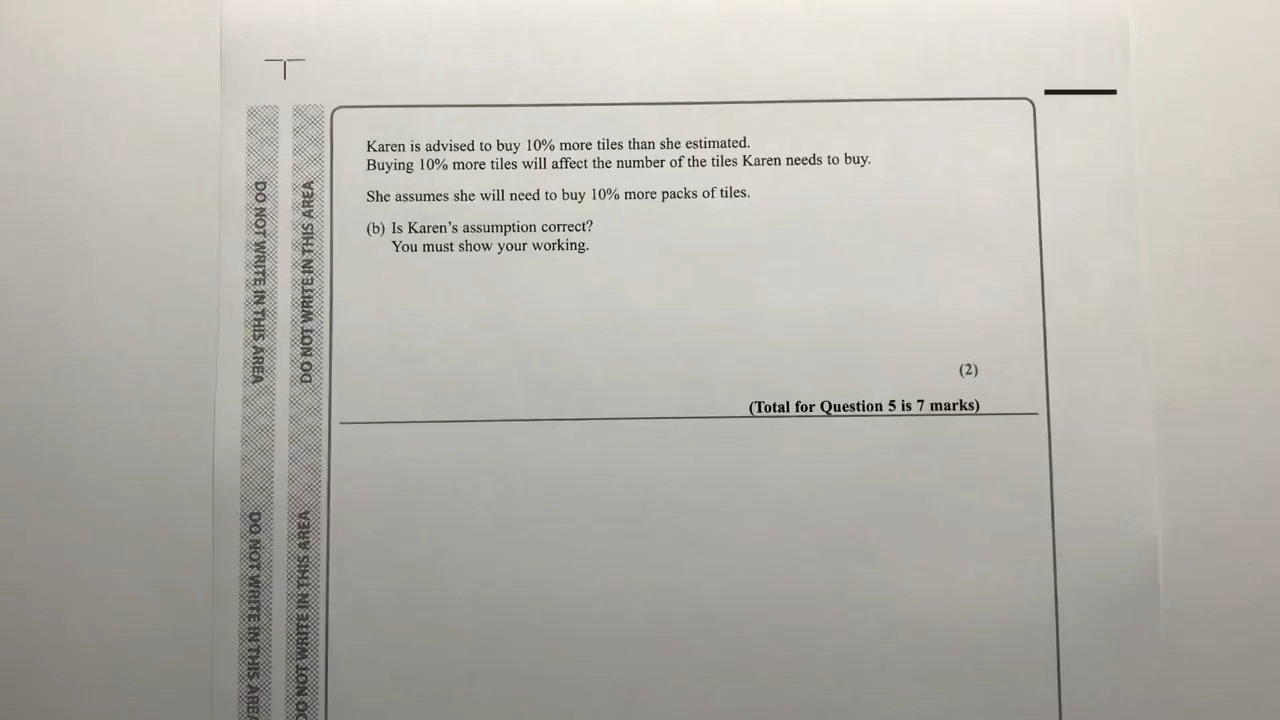 Karen is advised to buy 10% more tiles than she estimated.
Buying 10% more tiles will affect the number of the tiles Karen needs to buy.
She assumes she will need to buy 10% more packs of tiles.
(b) Is Karen's assumption correct?
You must show your working.
(2)
(Total for Question 5 is 7 marks)
DO NOT WRITE IN THIS AREA
DO NOT WRITE IN THIS AREA
DO NOT WRITE IN THIS AREA
DO NOT WRITE IN THIS AREA